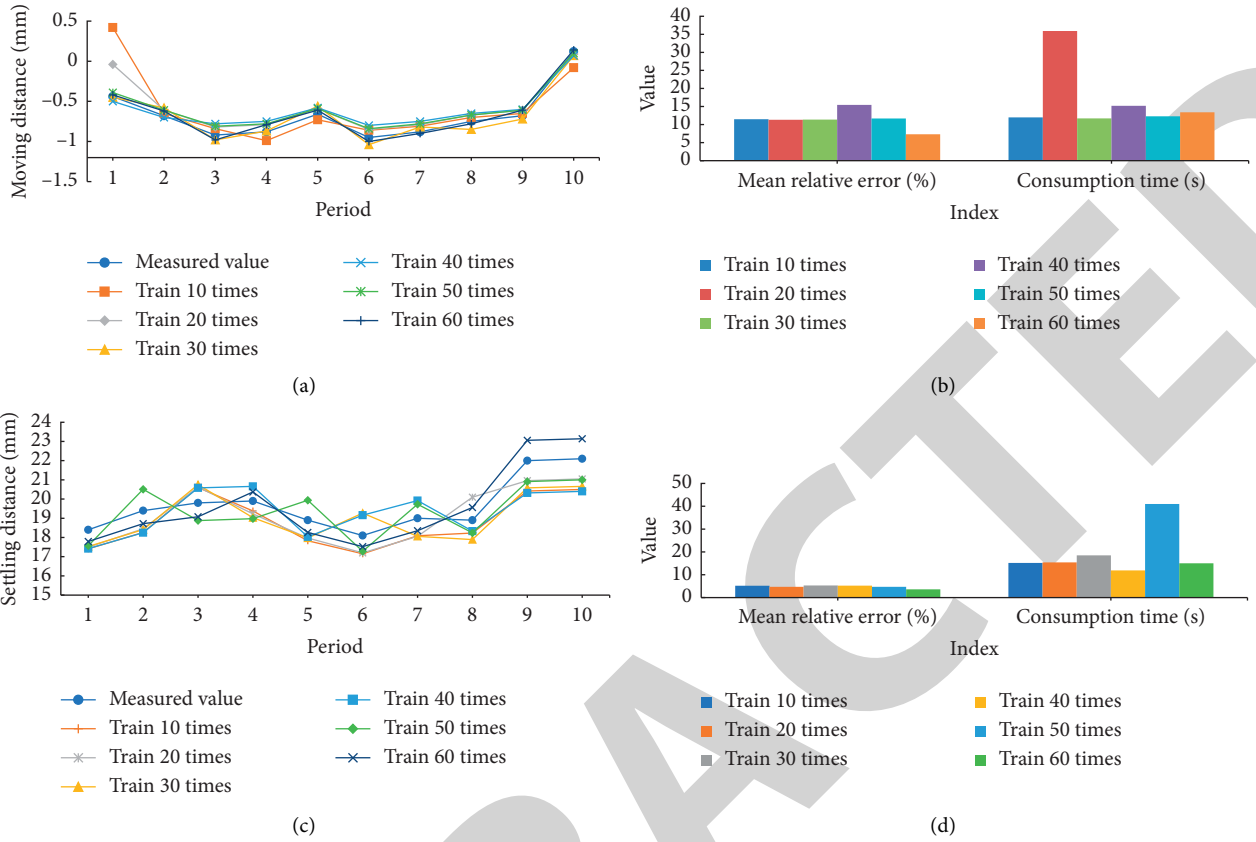 Moving distance (mm)
0.5
0
−0.5
−1
−1.5
1 2 3 4 5 6 7 8 9 10
Period
Measured value
Train 10 times
Train 20 times
Train 30 times
Train 40 times
Train 50 times
Train 60 times
(a)
Value
40
35
30
25
20
15
10
5
0
Mean relative error (%) Consumption time (s)
Index
Train 10 times
Train 20 times
Train 30 times
Train 40 times
Train 50 times
Train 60 times
(b)
Settling distance (mm)
24
23
22
21
20
19
18
17
16
15
1 2 3 4 5 6 7 8 9 10
Period
Measured value
Train 10 times
Train 20 times
Train 30 times
Train 40 times
Train 50 times
Train 60 times
(c)
Value
50
40
30
20
10
0
Mean relative error (%) Consumption time (s)
Index
Train 10 times
Train 20 times
Train 30 times
Train 40 times
Train 50 times
Train 60 times
(d)